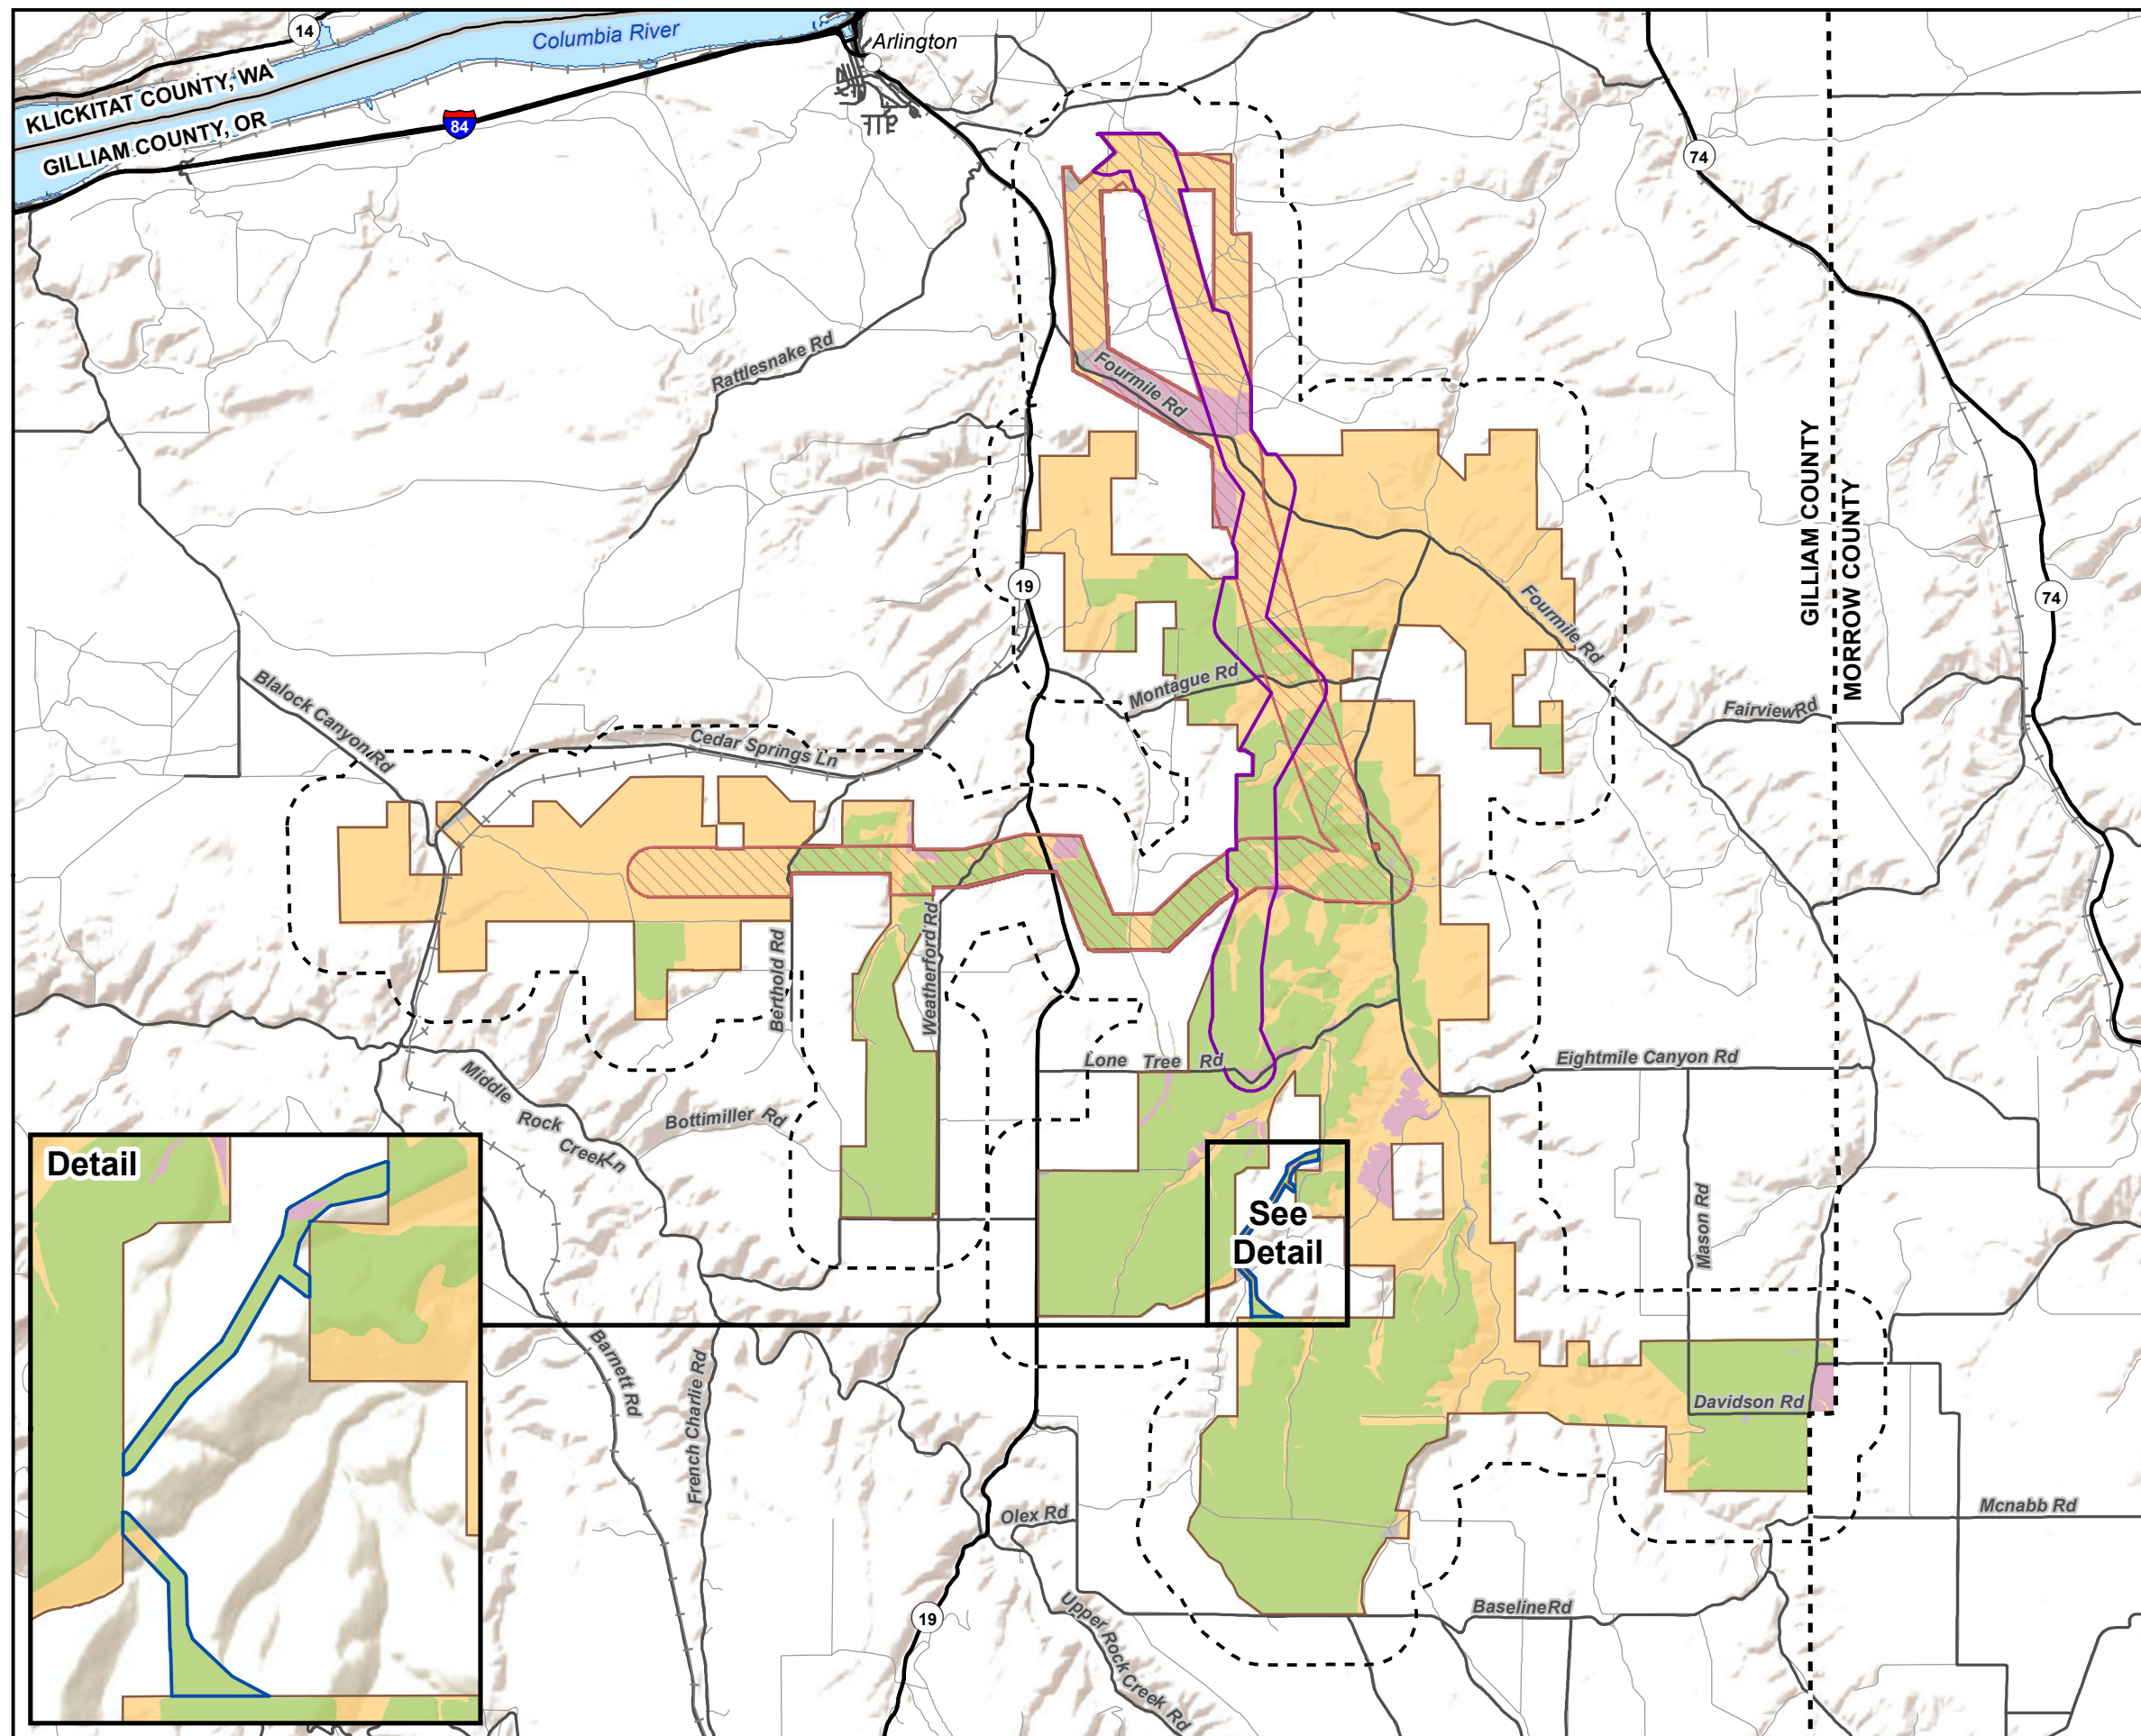 14
Columbia River
Arlington
KLICKITAT COUNTY, WA
84
GILLIAM COUNTY, OR
74
Rattlesnake Rd
Fourmile Rd
GILLIAM COUNTY
MORROW COUNTY
19
74
Fourmile Rd
Blalock Canyon Rd
Montague Rd
Fairview Rd
Cedar Springs Ln
Berthold Rd
Weatherford Rd
Lone Tree Rd
Eightmile Canyon Rd
Middle Rock Creek Ln
Bottimiller Rd
Detail
See
Detail
Mason Rd
Barnett Rd
French Charlie Rd
Davidson Rd
Olex Rd
Mcnabb Rd
19
Upper Rock Creek Rd
Baseline Rd